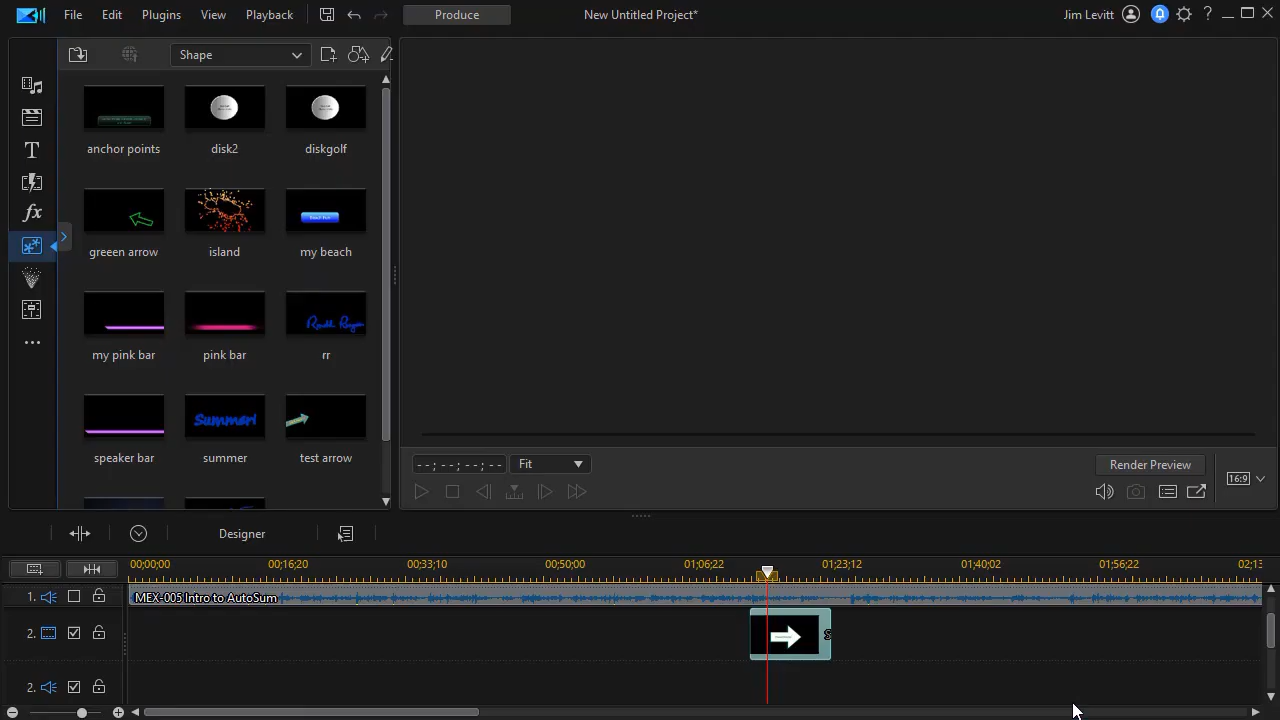 File Edit Plugins View Playback Produce New Untitled Project* Jim Levitt
Shape
anchor points disk2 diskgolf
greeen arrow island my beach
my pink bar pink bar rr
speaker bar summer test arrow
Summer!
T
fx
--;--;--;-- Fit Render Preview
16:9
Designer
00;00;00 00;16;20 00;33;10 00;50;00 01;06;22 01;23;12 01;40;02 01;56;22 02;13
1. MEX-005 Intro to AutoSum
2.
2.